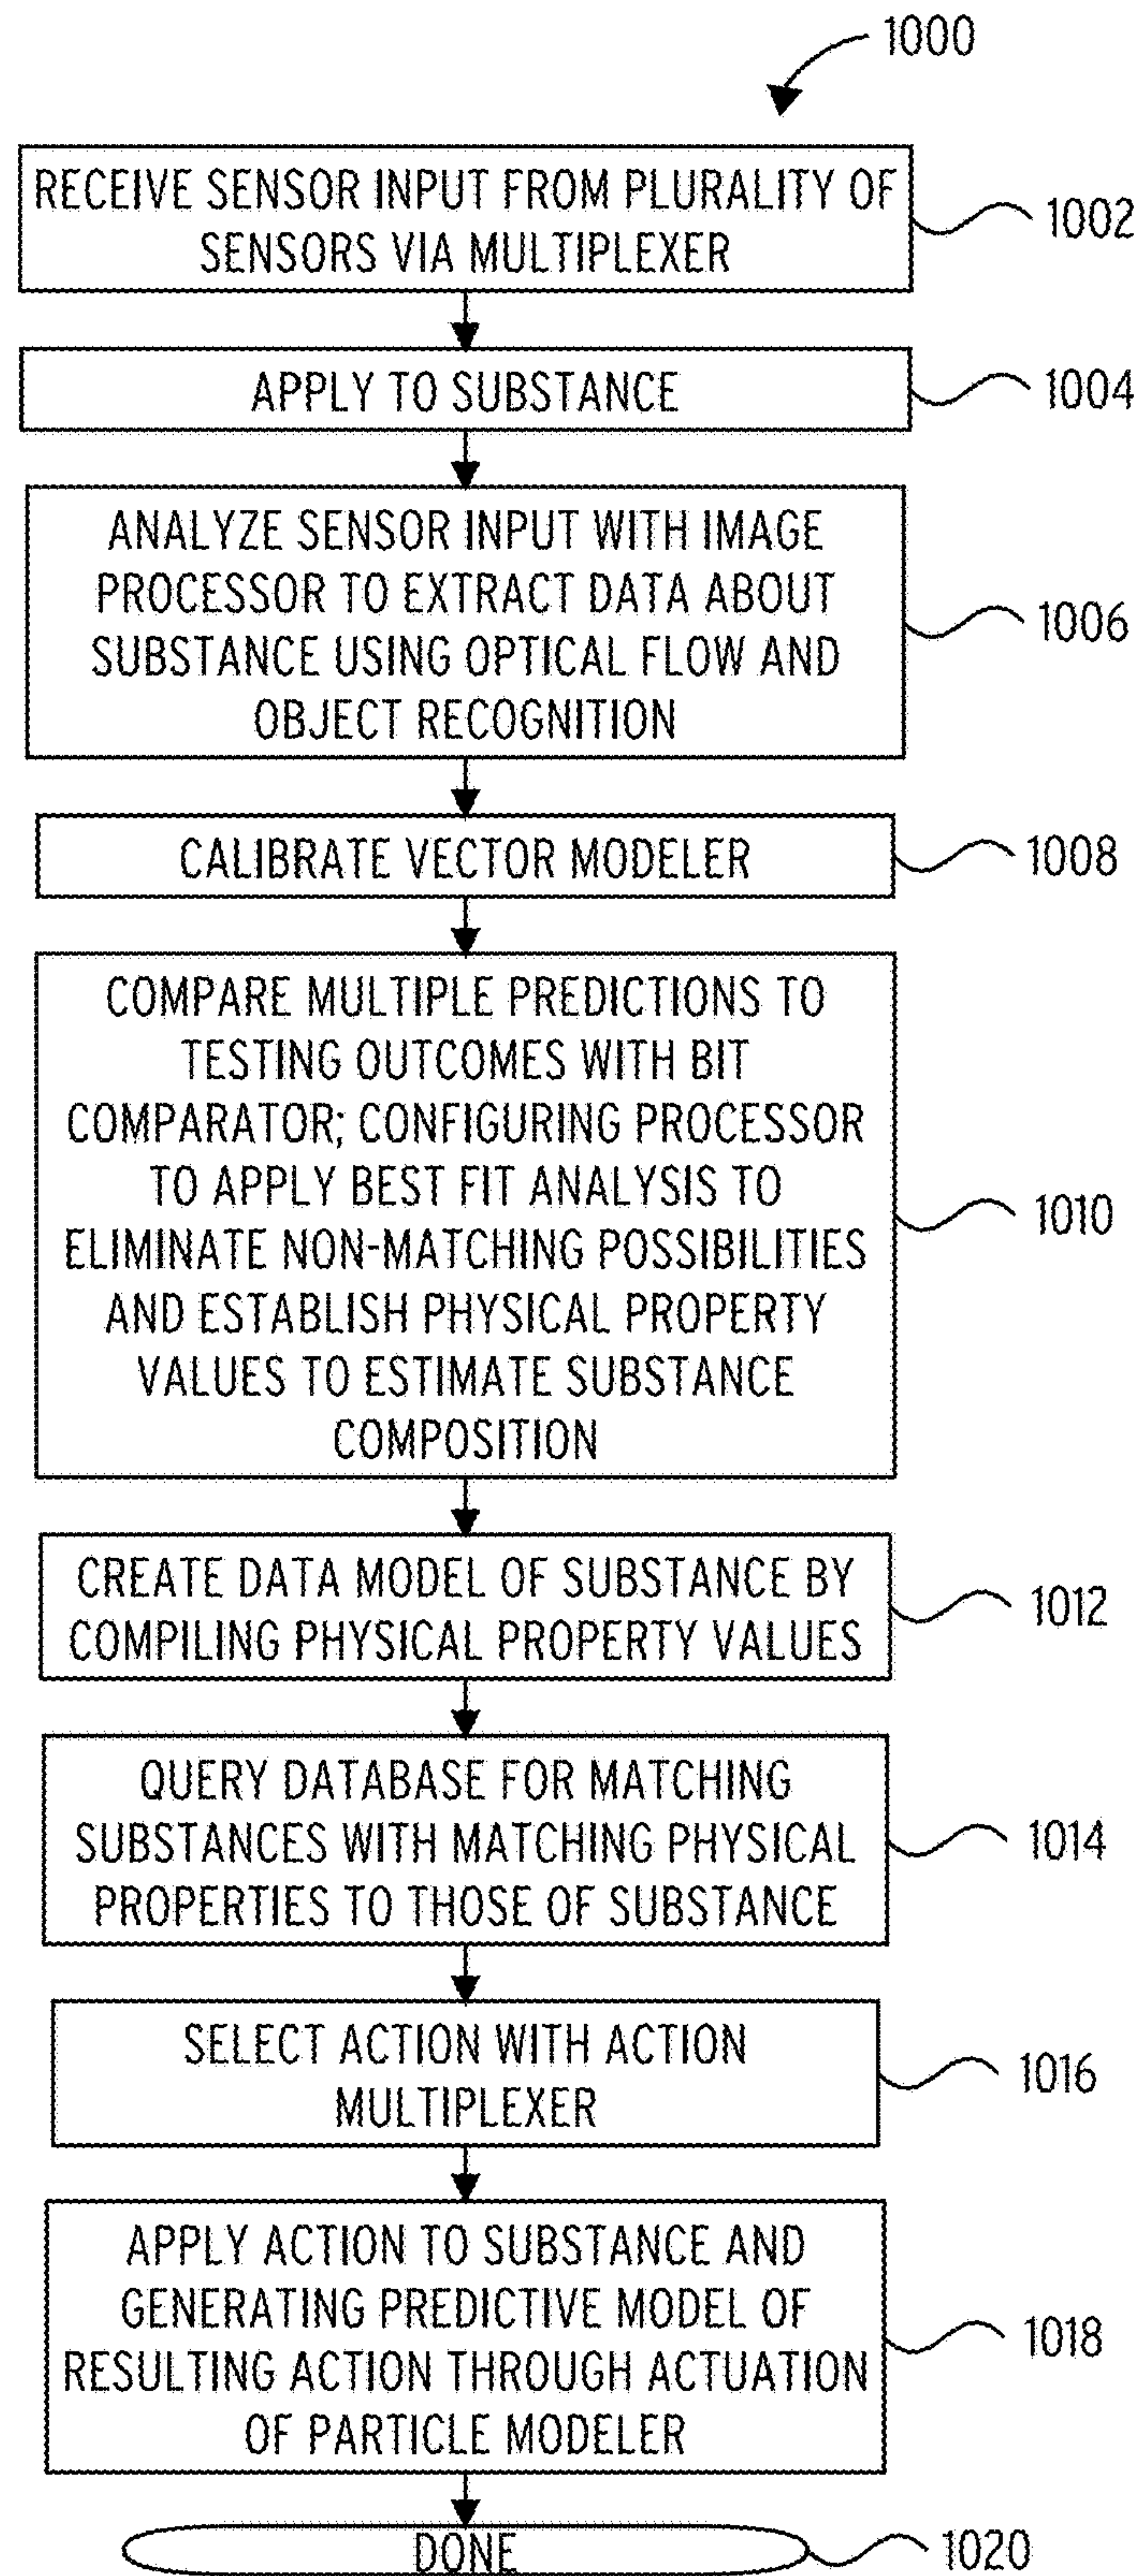 1000
RECEIVE SENSOR INPUT FROM PLURALITY OF
SENSORS VIA MULTIPLEXER
1002
APPLY TO SUBSTANCE
1004
ANALYZE SENSOR INPUT WITH IMAGE
PROCESSOR TO EXTRACT DATA ABOUT
SUBSTANCE USING OPTICAL FLOW AND
OBJECT RECOGNITION
1006
CALIBRATE VECTOR MODELER
1008
COMPARE MULTIPLE PREDICTIONS TO
TESTING OUTCOMES WITH BIT
COMPARATOR; CONFIGURING PROCESSOR
TO APPLY BEST FIT ANALYSIS TO
ELIMINATE NON-MATCHING POSSIBILITIES
AND ESTABLISH PHYSICAL PROPERTY
VALUES TO ESTIMATE SUBSTANCE
COMPOSITION
1010
CREATE DATA MODEL OF SUBSTANCE BY
COMPILING PHYSICAL PROPERTY VALUES
1012
QUERY DATABASE FOR MATCHING
SUBSTANCES WITH MATCHING PHYSICAL
PROPERTIES TO THOSE OF SUBSTANCE
1014
SELECT ACTION WITH ACTION
MULTIPLEXER
1016
APPLY ACTION TO SUBSTANCE AND
GENERATING PREDICTIVE MODEL OF
RESULTING ACTION THROUGH ACTUATION
OF PARTICLE MODELER
1018
DONE
1020